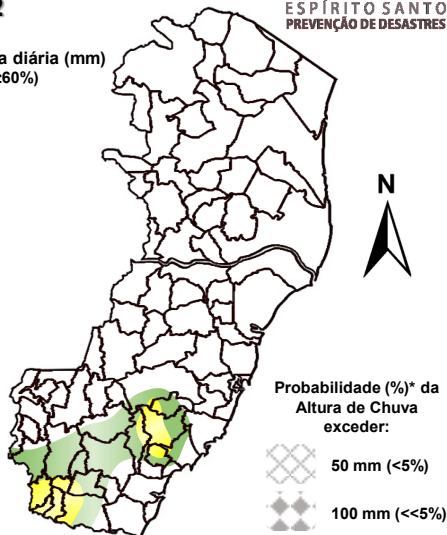 ESPÍRITO SANTO
PREVENÇÃO DE DESASTRES
a diária (mm)
≥60%)
N
Probabilidade (%)* da
Altura de Chuva
exceder:
50 mm (<5%)
100 mm (<<5%)